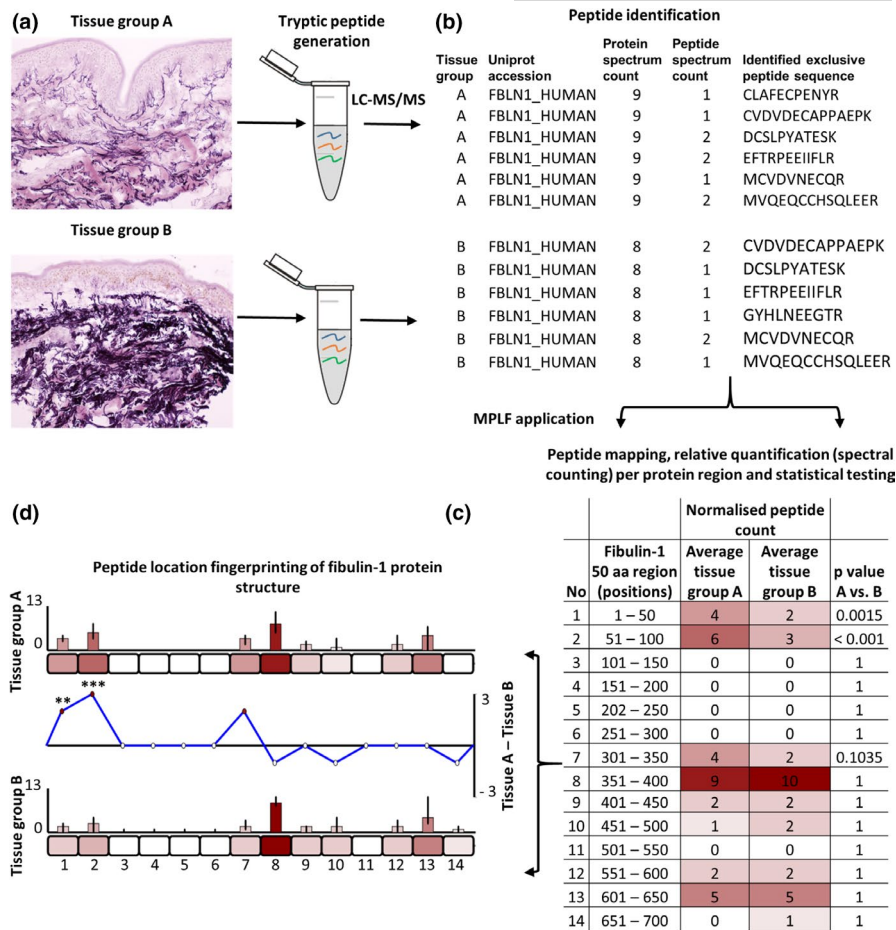 (a)
Tissue group A
Tryptic peptide
generation
LC-MS/MS
Tissue group B
(b)
Peptide identification
Tissue group Uniprot accession Protein spectrum count Peptide spectrum count Identified exclusive peptide sequence
A FBLN1_HUMAN 9 1 CLAFECPENYR
A FBLN1_HUMAN 9 1 CVDVDECAPPAEPK
A FBLN1_HUMAN 9 2 DCSLPYATESK
A FBLN1_HUMAN 9 2 EFTRPEEIIFLR
A FBLN1_HUMAN 9 1 MCVDVNECQR
A FBLN1_HUMAN 9 2 MVQEQCCHSQLEER
B FBLN1_HUMAN 8 2 CVDVDECAPPAEPK
B FBLN1_HUMAN 8 1 DCSLPYATESK
B FBLN1_HUMAN 8 1 EFTRPEEIIFLR
B FBLN1_HUMAN 8 1 GYHLNEEGTR
B FBLN1_HUMAN 8 2 MCVDVNECQR
B FBLN1_HUMAN 8 1 MVQEQCCHSQLEER
MPLF application
Peptide mapping, relative quantification (spectral
counting) per protein region and statistical testing
(c)
Normalised peptide
count
No Fibulin-1 50 aa region (positions) Average tissue group A Average tissue group B p value A vs. B
1 1 – 50 4 2 0.0015
2 51 – 100 6 3 < 0.001
3 101 – 150 0 0 1
4 151 – 200 0 0 1
5 202 – 250 0 0 1
6 251 – 300 0 0 1
7 301 – 350 4 2 0.1035
8 351 – 400 9 10 1
9 401 – 450 2 2 1
10 451 – 500 1 2 1
11 501 – 550 0 0 1
12 551 – 600 2 2 1
13 601 – 650 5 5 1
14 651 – 700 0 1 1
(d)
Peptide location fingerprinting of fibulin-1 protein
structure
Tissue group A
13
0
** ***
3
- 3
Tissue A – Tissue B
Tissue group B
13
0
1 2 3 4 5 6 7 8 9 10 11 12 13 14